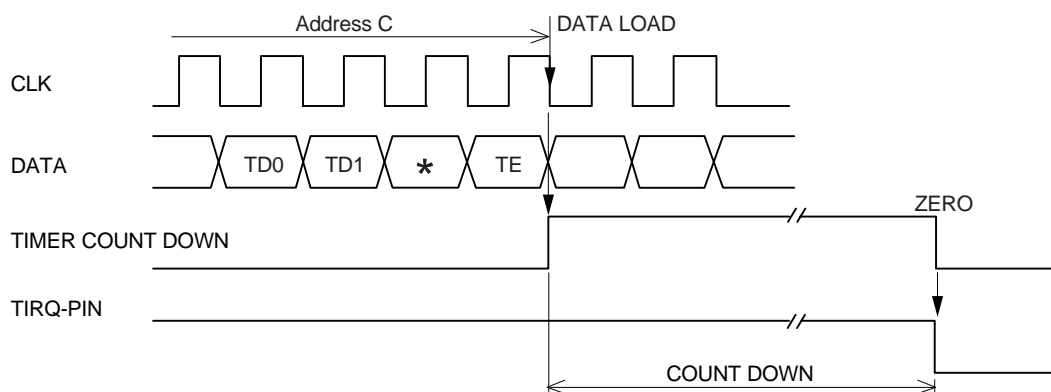 Address C
DATA LOAD
CLK
DATA
TD0 TD1 * TE
ZERO
TIMER COUNT DOWN
TIRQ-PIN
COUNT DOWN